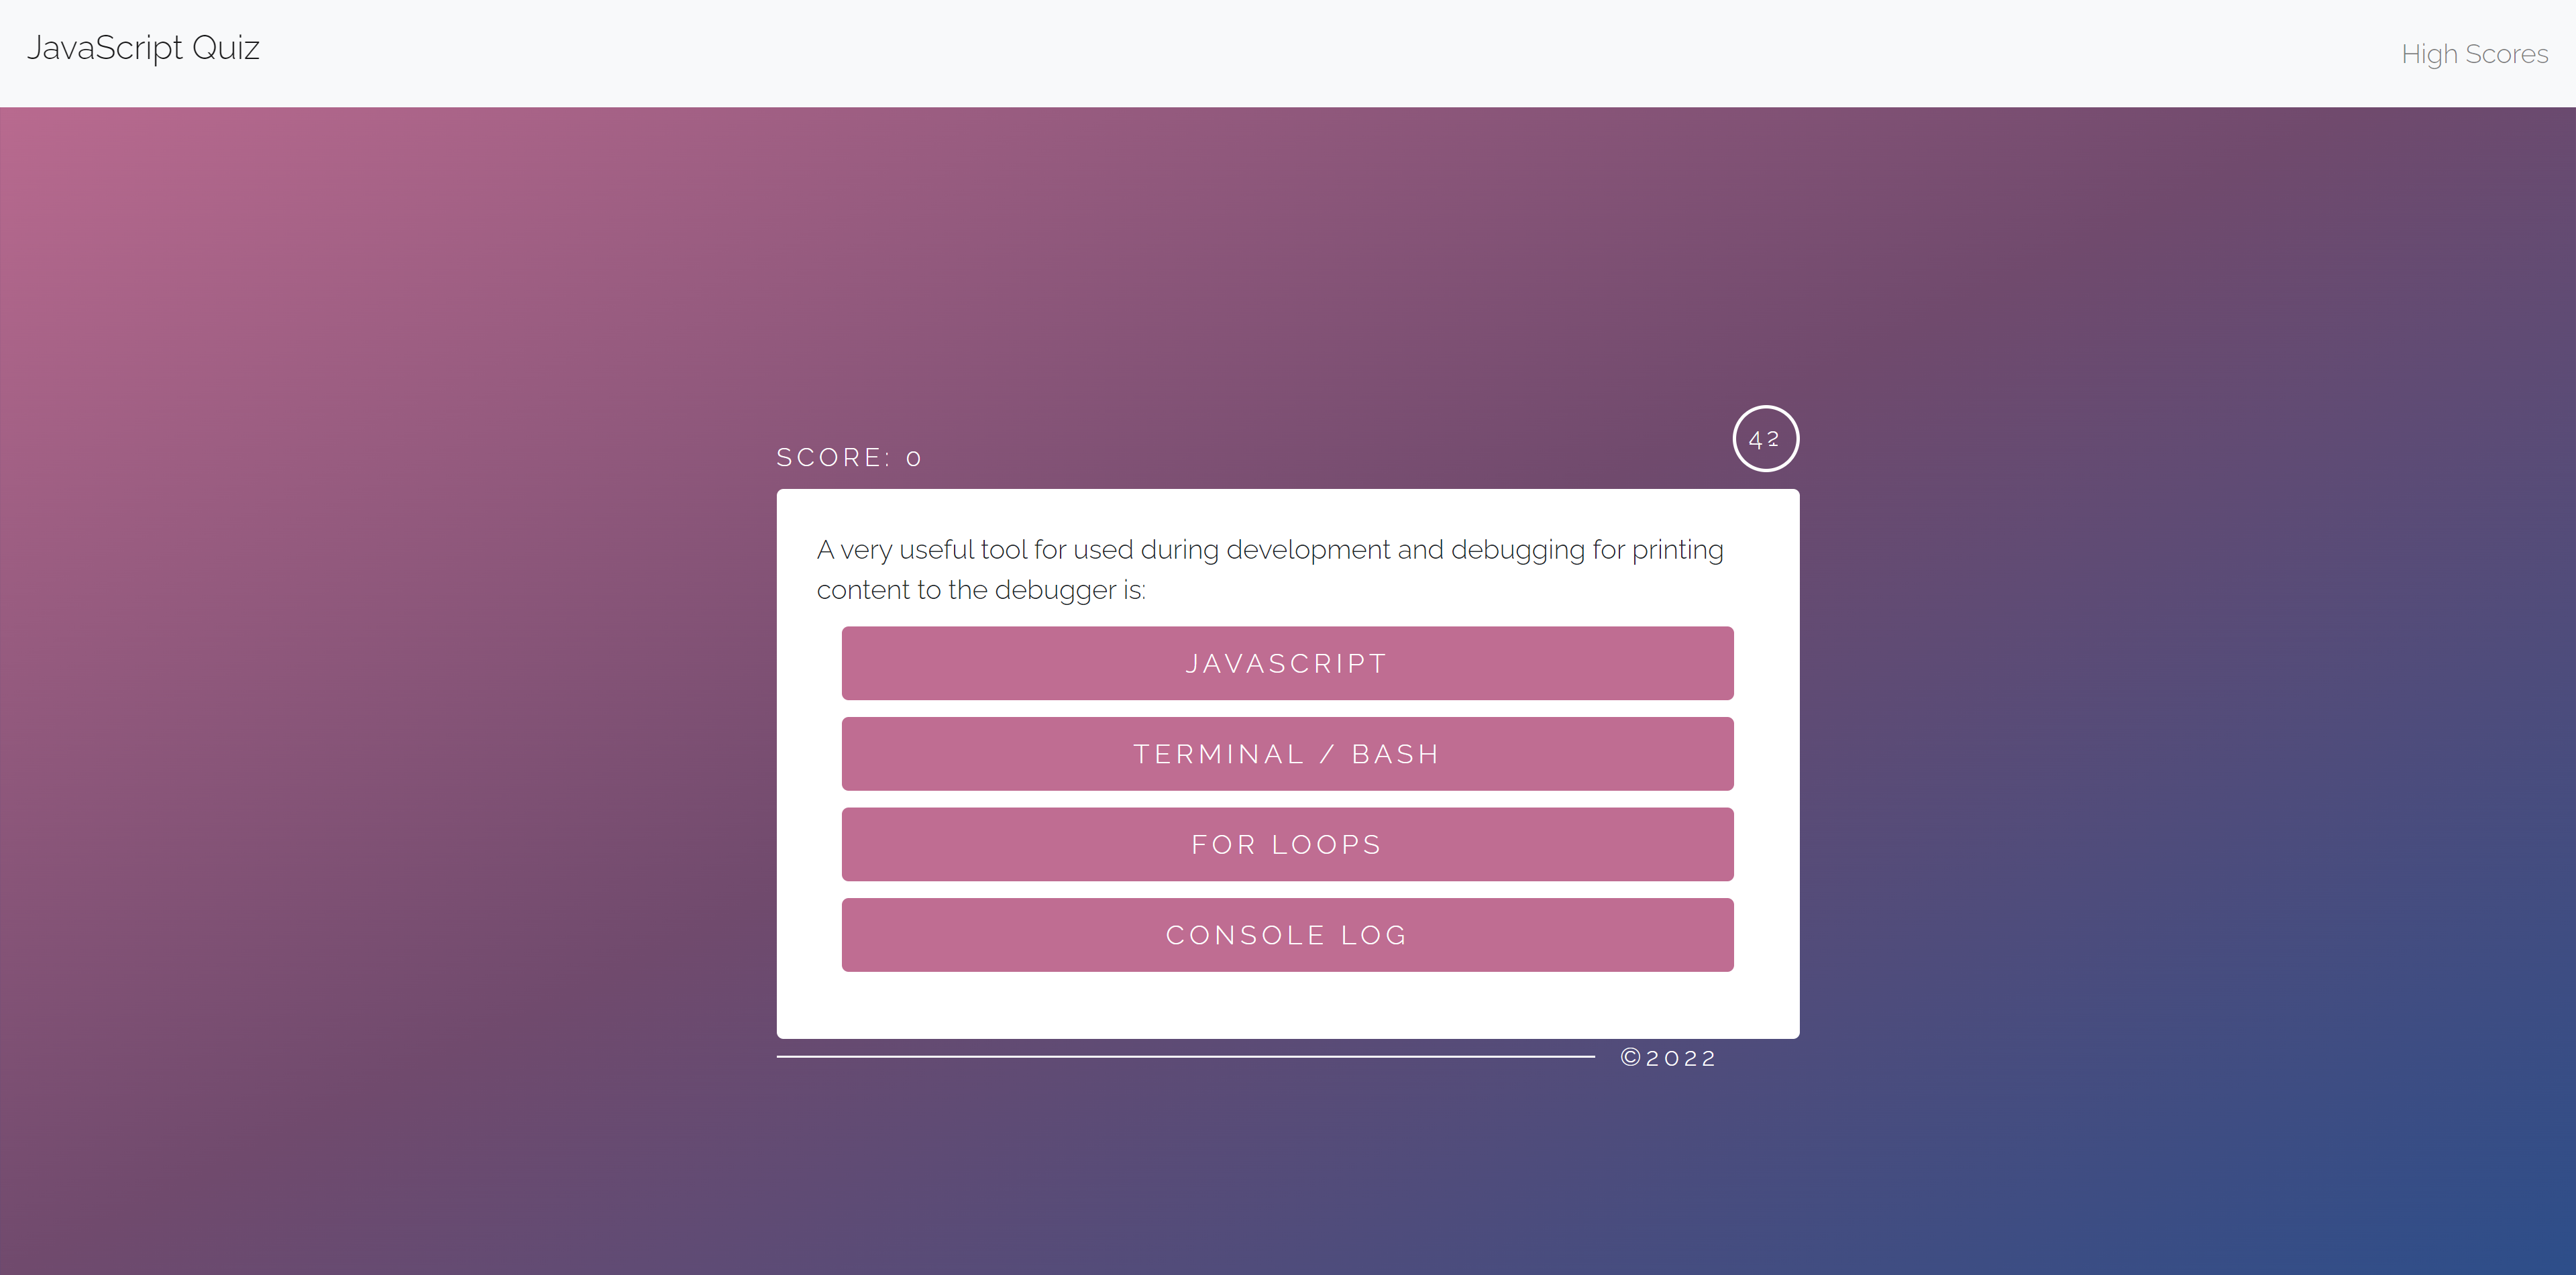 JavaScript Quiz
High Scores
SCORE: 0
42
A very useful tool for used during development and debugging for printing
content to the debugger is:
JAVASCRIPT
TERMINAL / BASH
FOR LOOPS
CONSOLE LOG
©2022